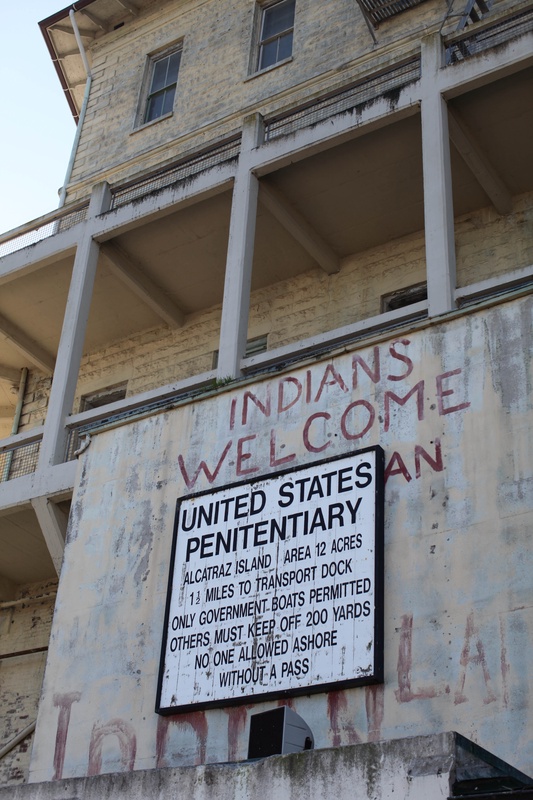 INDIANS
WELCOME
AN
UNITED STATES
PENITENTIARY
ALCATRAZ ISLAND AREA 12 ACRES
1½ MILES TO TRANSPORT DOCK
ONLY GOVERNMENT BOATS PERMITTED
OTHERS MUST KEEP OFF 200 YARDS
NO ONE ALLOWED ASHORE
WITHOUT A PASS